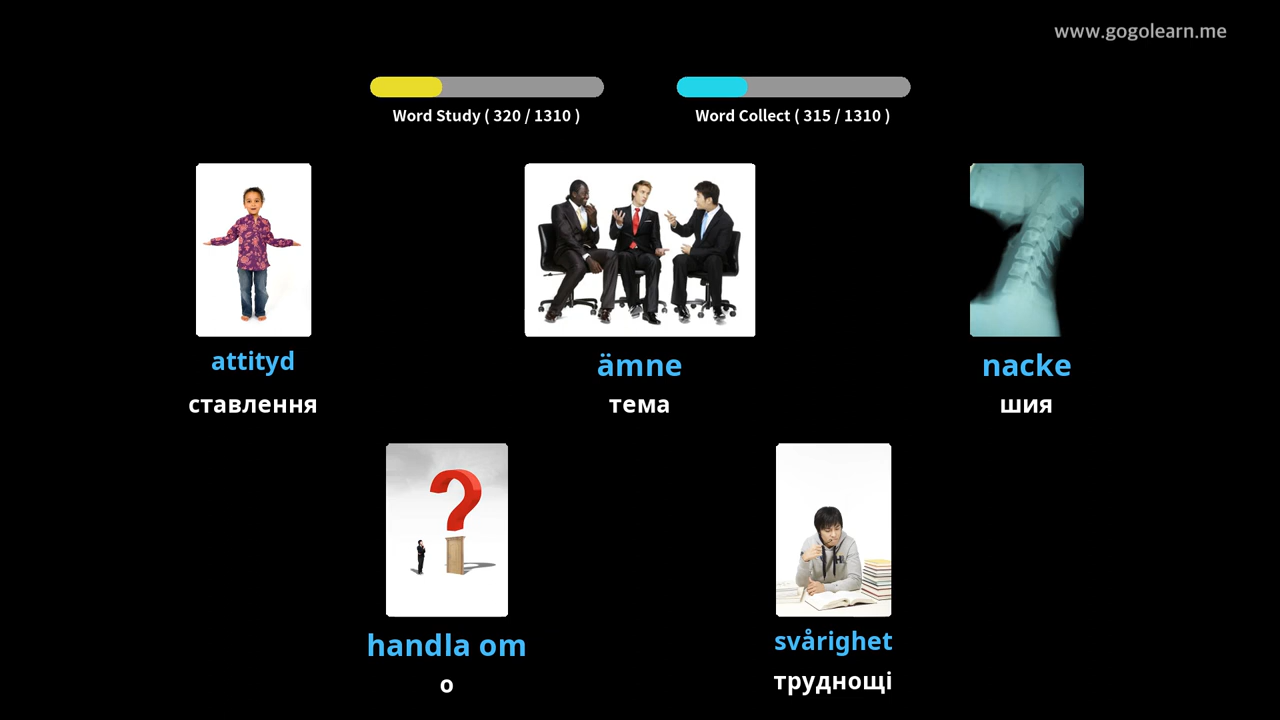 www.gogolearn.me
Word Study ( 320 / 1310 )
Word Collect ( 315 / 1310 )
attityd
ämne
nacke
ставлення
тема
шия
handla om
svårighet
о
труднощі